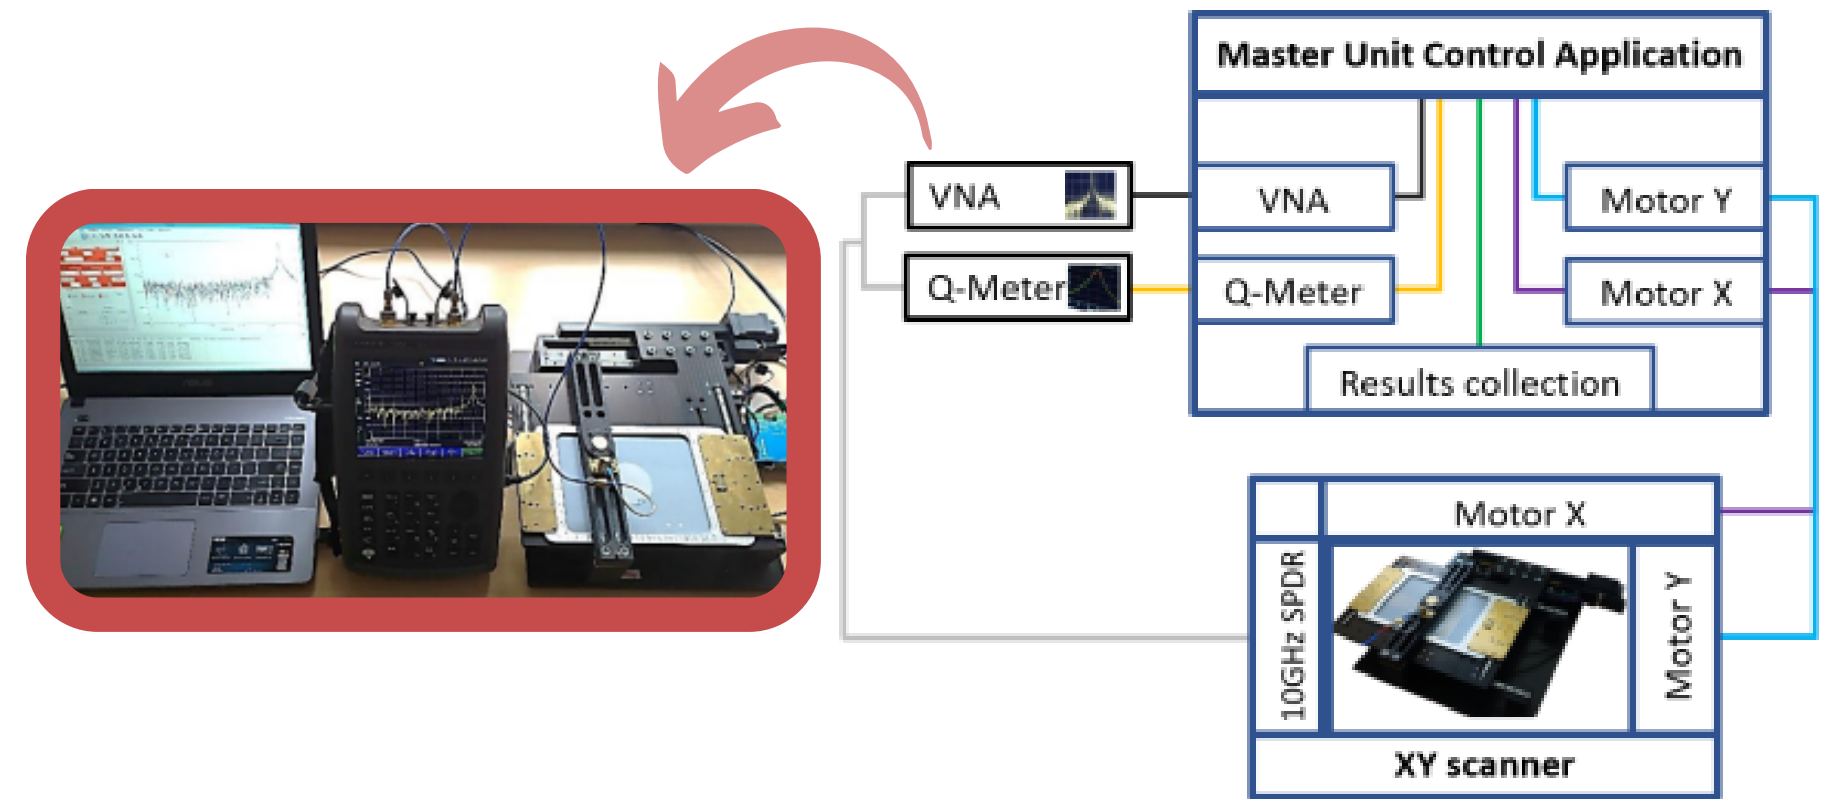 Master Unit Control Application
VNA
VNA
Motor Y
Q-Meter
Q-Meter
Motor X
Results collection
Motor X
10GHz SPDR
Motor Y
XY scanner